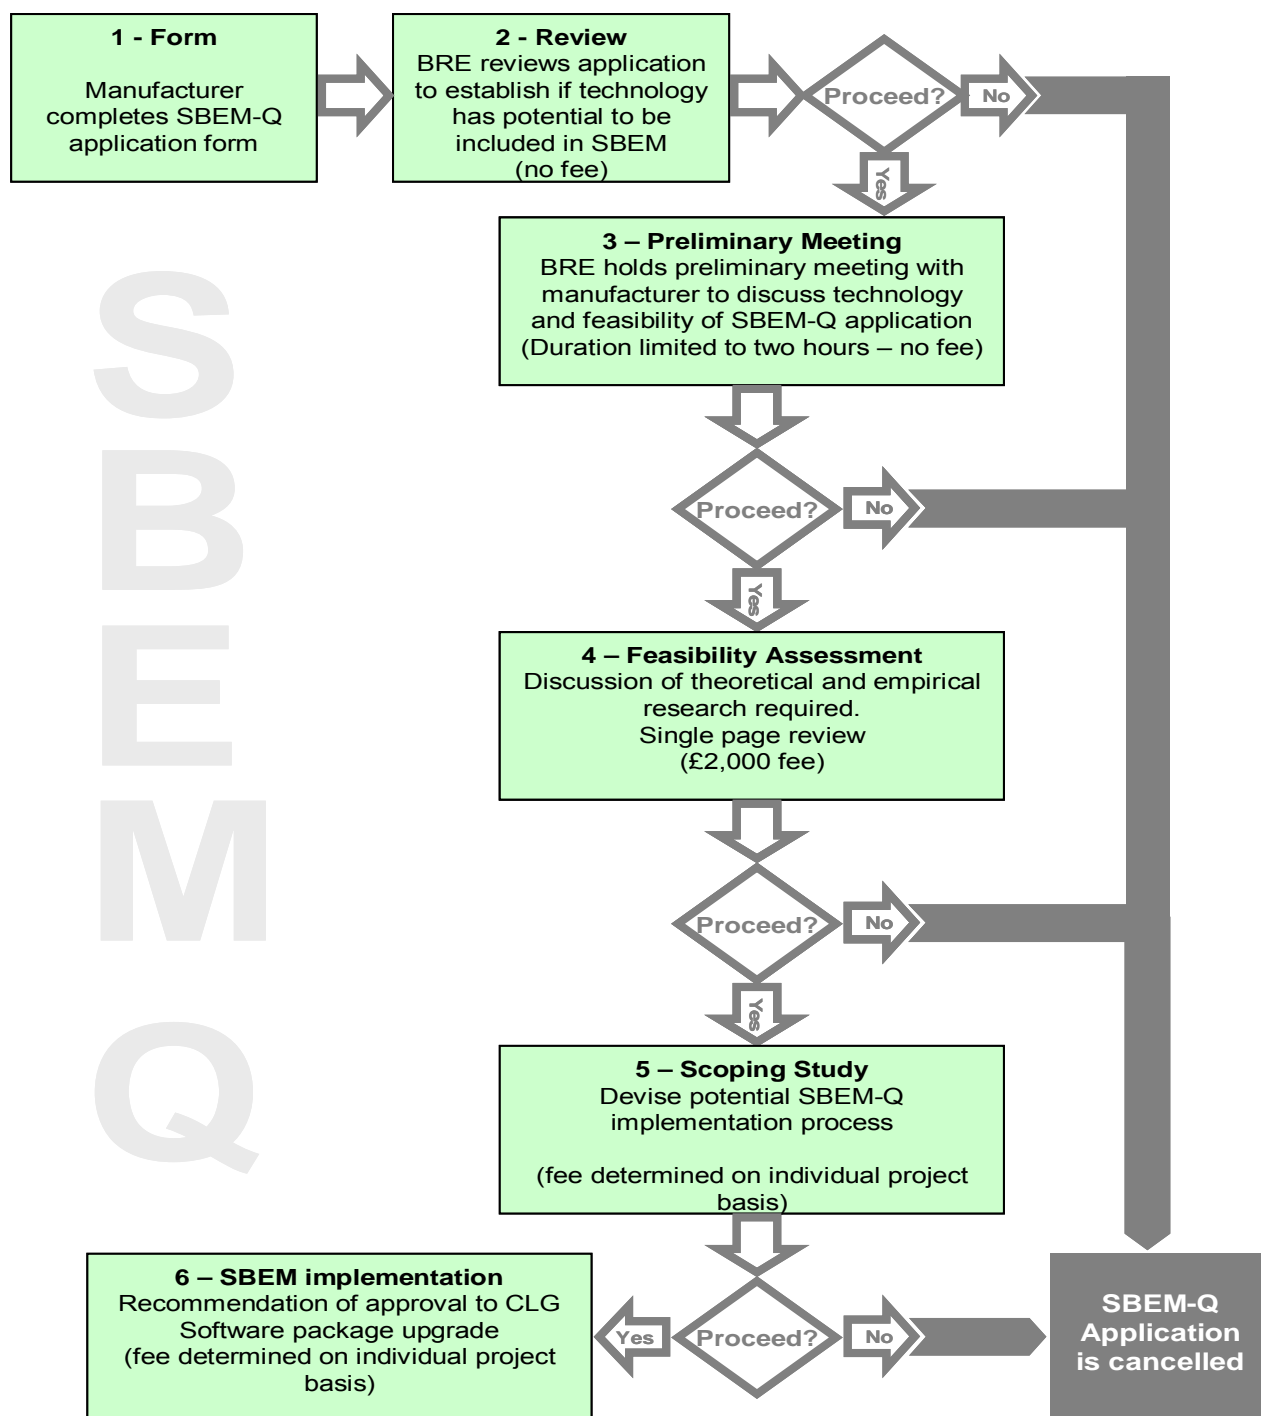 1 - Form
Manufacturer
completes SBEM-Q
application form
2 - Review
BRE reviews application
to establish if technology
has potential to be
included in SBEM
(no fee)
Proceed?
No
Yes
3 – Preliminary Meeting
BRE holds preliminary meeting with
manufacturer to discuss technology
and feasibility of SBEM-Q application
(Duration limited to two hours – no fee)
Proceed?
No
Yes
4 – Feasibility Assessment
Discussion of theoretical and empirical
research required.
Single page review
(£2,000 fee)
Proceed?
No
Yes
5 – Scoping Study
Devise potential SBEM-Q
implementation process
(fee determined on individual project
basis)
Proceed?
No
Yes
6 – SBEM implementation
Recommendation of approval to CLG
Software package upgrade
(fee determined on individual project
basis)
SBEM-Q
Application
is cancelled
S
B
E
M
Q